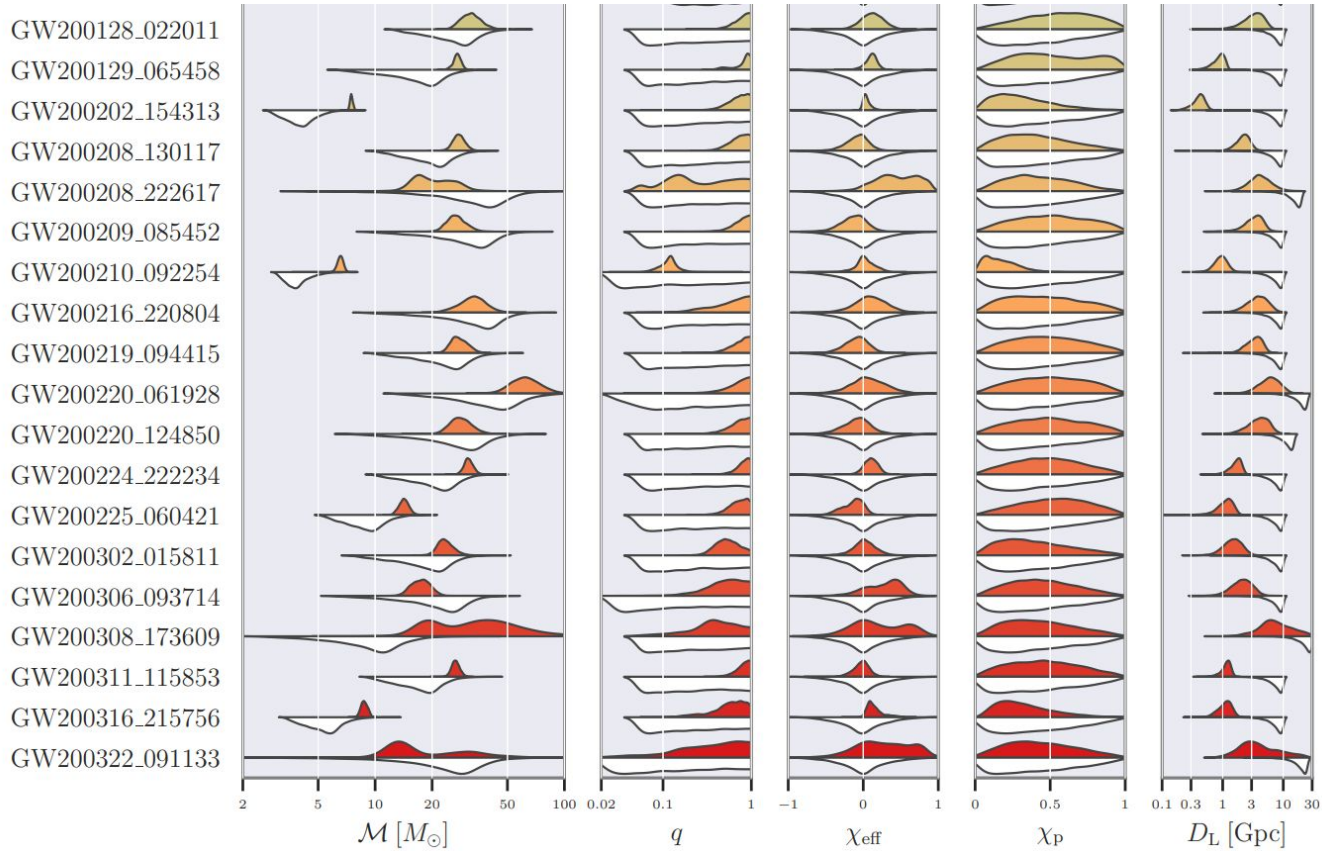 GW200128_022011
GW200129_065458
GW200202_154313
GW200208_130117
GW200208_222617
GW200209_085452
GW200210_092254
GW200216_220804
GW200219_094415
GW200220_061928
GW200220_124850
GW200224_222234
GW200225_060421
GW200302_015811
GW200306_093714
GW200308_173609
GW200311_115853
GW200316_215756
GW200322_091133
2 5 10 20 50 100 0.02 0.1 1 −1 0 1 0 0.5 1 0.1 0.3 1 3 10 30
ℳ [M⊙] q χeff χp DL [Gpc]